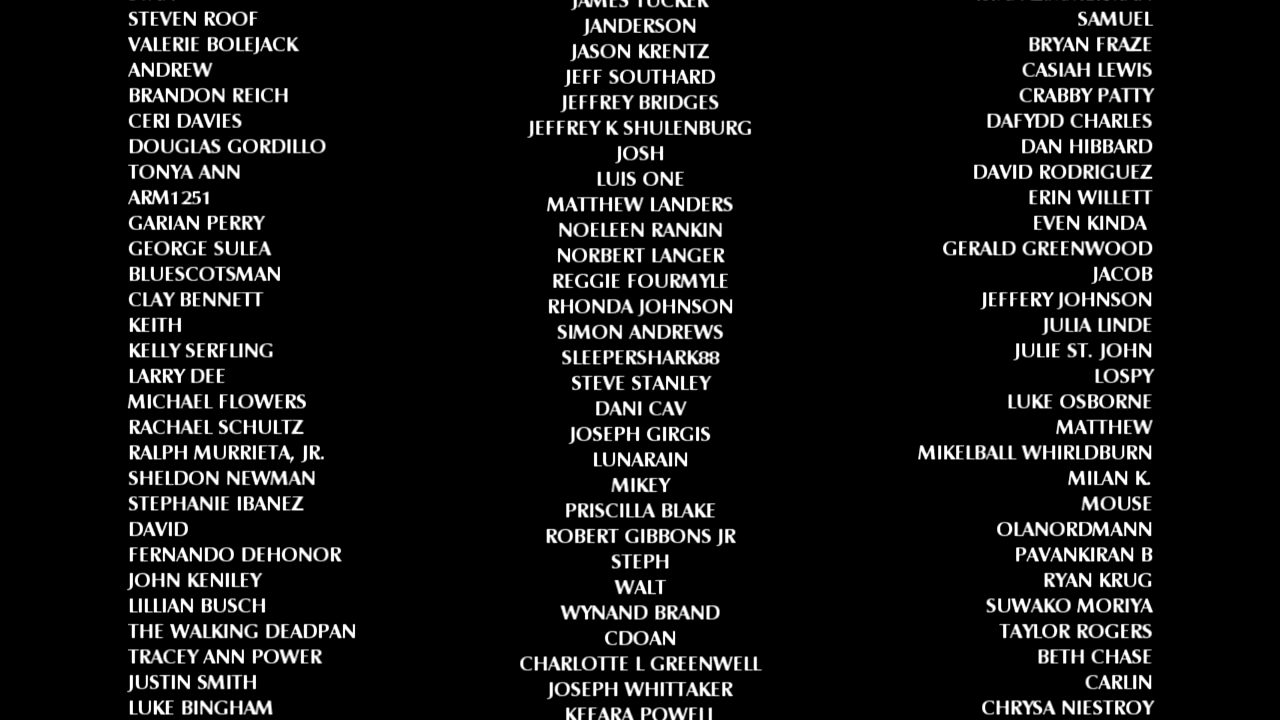 STEVEN ROOF
VALERIE BOLEJACK
ANDREW
BRANDON REICH
CERI DAVIES
DOUGLAS GORDILLO
TONYA ANN
ARM1251
GARIAN PERRY
GEORGE SULEA
BLUESCOTSMAN
CLAY BENNETT
KEITH
KELLY SERFLING
LARRY DEE
MICHAEL FLOWERS
RACHAEL SCHULTZ
RALPH MURRIETA, JR.
SHELDON NEWMAN
STEPHANIE IBANEZ
DAVID
FERNANDO DEHONOR
JOHN KENILEY
LILLIAN BUSCH
THE WALKING DEADPAN
TRACEY ANN POWER
JUSTIN SMITH
LUKE BINGHAM
JAMES TUCKER
JANDERSON
JASON KRENTZ
JEFF SOUTHARD
JEFFREY BRIDGES
JEFFREY K SHULENBURG
JOSH
LUIS ONE
MATTHEW LANDERS
NOELEEN RANKIN
NORBERT LANGER
REGGIE FOURMYLE
RHONDA JOHNSON
SIMON ANDREWS
SLEEPERSHARK88
STEVE STANLEY
DANI CAV
JOSEPH GIRGIS
LUNARAIN
MIKEY
PRISCILLA BLAKE
ROBERT GIBBONS JR
STEPH
WALT
WYNAND BRAND
CDOAN
CHARLOTTE L GREENWELL
JOSEPH WHITTAKER
KEFARA POWELL
SAMUEL
BRYAN FRAZE
CASIAH LEWIS
CRABBY PATTY
DAFYDD CHARLES
DAN HIBBARD
DAVID RODRIGUEZ
ERIN WILLETT
EVEN KINDA
GERALD GREENWOOD
JACOB
JEFFERY JOHNSON
JULIA LINDE
JULIE ST. JOHN
LOSPY
LUKE OSBORNE
MATTHEW
MIKELBALL WHIRLDBURN
MILAN K.
MOUSE
OLANORDMANN
PAVANKIRAN B
RYAN KRUG
SUWAKO MORIYA
TAYLOR ROGERS
BETH CHASE
CARLIN
CHRYSA NIESTROY